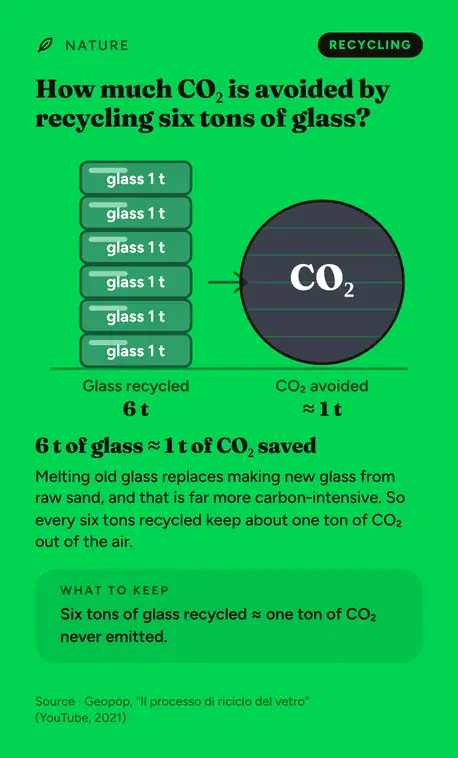 NATURE
RECYCLING
How much CO₂ is avoided by
recycling six tons of glass?
glass 1 t
glass 1 t
glass 1 t
glass 1 t
glass 1 t
glass 1 t
CO₂
Glass recycled
6 t
CO₂ avoided
≈ 1 t
6 t of glass ≈ 1 t of CO₂ saved
Melting old glass replaces making new glass from
raw sand, and that is far more carbon-intensive. So
every six tons recycled keep about one ton of CO₂
out of the air.
WHAT TO KEEP
Six tons of glass recycled ≈ one ton of CO₂
never emitted.
Source · Geopop, "Il processo di riciclo del vetro"
(YouTube, 2021)